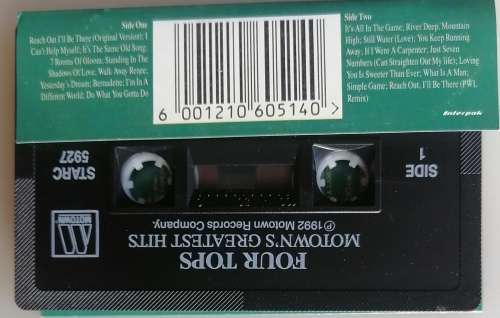 Side One
Reach Out I'll Be There (Original Version); I
Can't Help Myself; It's The Same Old Song;
7 Rooms Of Gloom; Standing In The
Shadows Of Love; Walk Away Renee;
Yesterday's Dream; Bernadette; I'm In A
Different World; Do What You Gotta Do
Side Two
It's All In The Game; River Deep, Mountain
High; Still Water (Love); You Keep Running
Away; If I Were A Carpenter; Just Seven
Numbers (Can Straighten Out My life); Loving
You Is Sweeter Than Ever; What Is A Man;
Simple Game; Reach Out, I'll Be There (PWL
Remix)
6 001210 605140 >
Interpak
FOUR TOPS
MOTOWN'S GREATEST HITS
℗ 1992 Motown Records Company.
SIDE
1
STARC
5927
M
MOTOWN